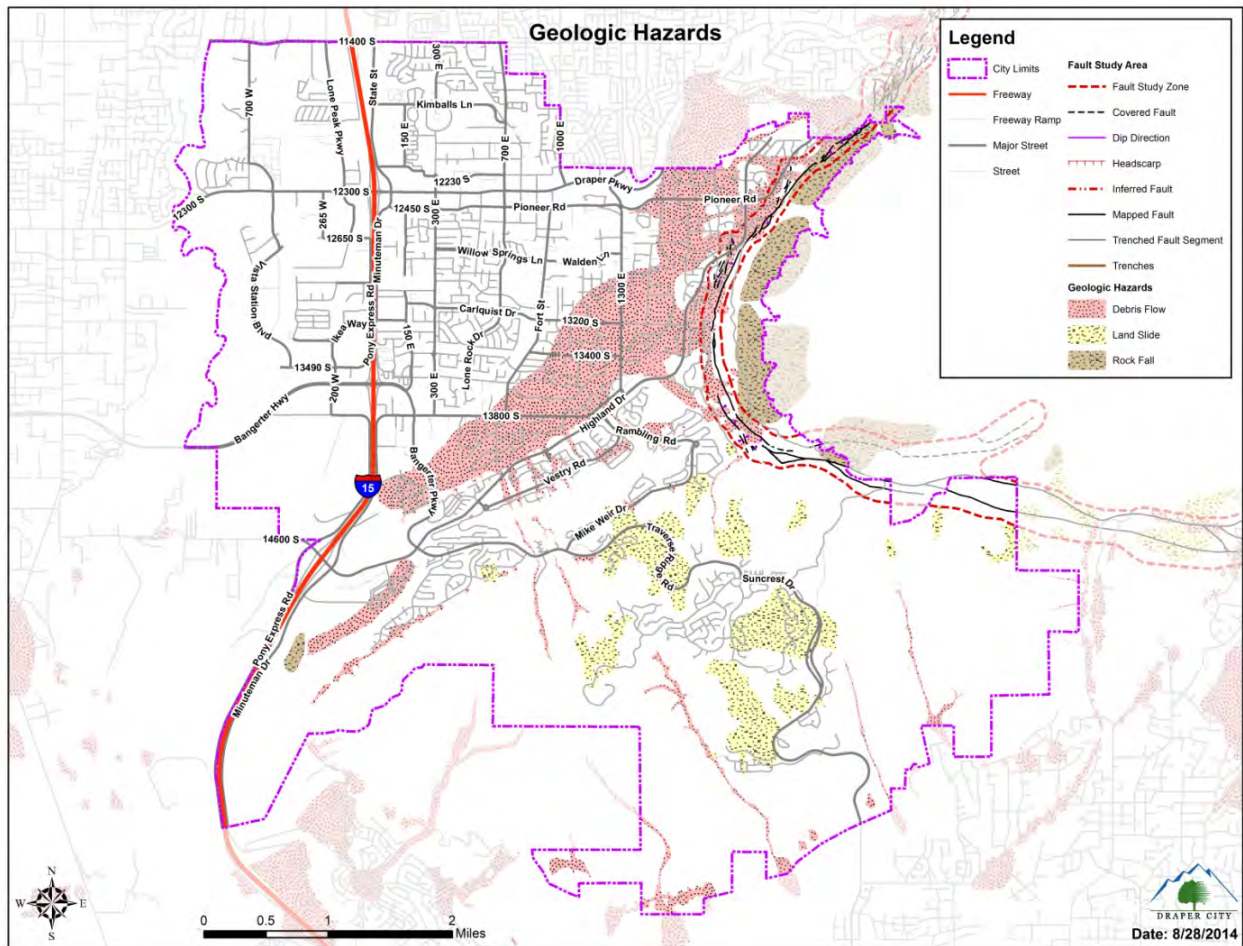 Geologic Hazards
Legend
City Limits
Freeway
Freeway Ramp
Major Street
Street
Fault Study Area
Fault Study Zone
Covered Fault
Dip Direction
Headscarp
Inferred Fault
Mapped Fault
Trenched Fault Segment
Trenches
Geologic Hazards
Debris Flow
Land Slide
Rock Fall
11400 S
700 W
Lone Peak Pkwy
State St
300 E
Kimballs Ln
150 E
700 E
1000 E
12230 S
Draper Pkwy
12300 S
12300 S
12450 S
Pioneer Rd
Pioneer Rd
265 W
300 E
12650 S
Minuteman Dr
Willow Springs Ln
Walden Ln
1300 E
Vista Station Blvd
Pony Express Rd
Ikea Way
Carlquist Dr
13200 S
Fort St
150 E
Lone Rock Dr
13400 S
13490 S
200 W
300 E
13800 S
Bangerter Hwy
Highland Dr
Rambling Rd
Bangerter Pkwy
Vestry Rd
15
14600 S
Mike Weir Dr
Traverse Ridge Rd
Suncrest Dr
Pony Express Rd
Minuteman Dr
N
W E
S
0 0.5 1 2
Miles
DRAPER CITY
Date: 8/28/2014